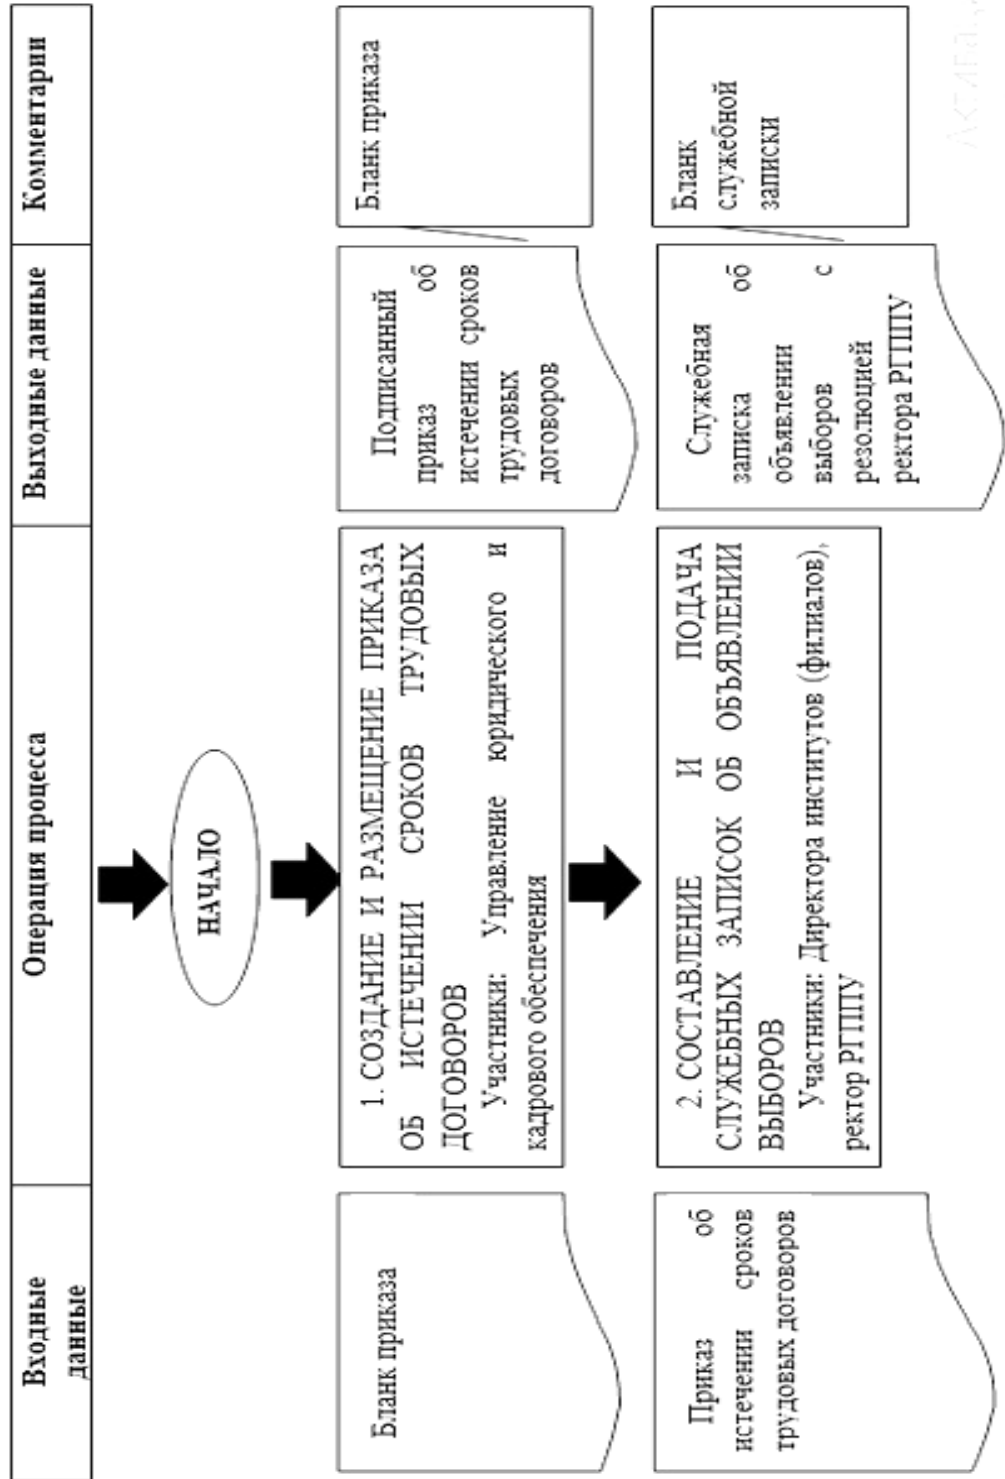 Входные
данные
Операция процесса
Выходные данные
Комментарии
НАЧАЛО
Бланк приказа
1. СОЗДАНИЕ И РАЗМЕЩЕНИЕ ПРИКАЗА
ОБ ИСТЕЧЕНИИ СРОКОВ ТРУДОВЫХ
ДОГОВОРОВ
Участники: Управление юридического и
кадрового обеспечения
Подписанный
приказ об
истечении сроков
трудовых
договоров
Бланк приказа
Приказ об
истечении сроков
трудовых договоров
2. СОСТАВЛЕНИЕ И ПОДАЧА
СЛУЖЕБНЫХ ЗАПИСОК ОБ ОБЪЯВЛЕНИИ
ВЫБОРОВ
Участники: Директора институтов (филиалов),
ректор РГППУ
Служебная
записка об
объявлении
выборов с
резолюцией
ректора РГППУ
Бланк
служебной
записки